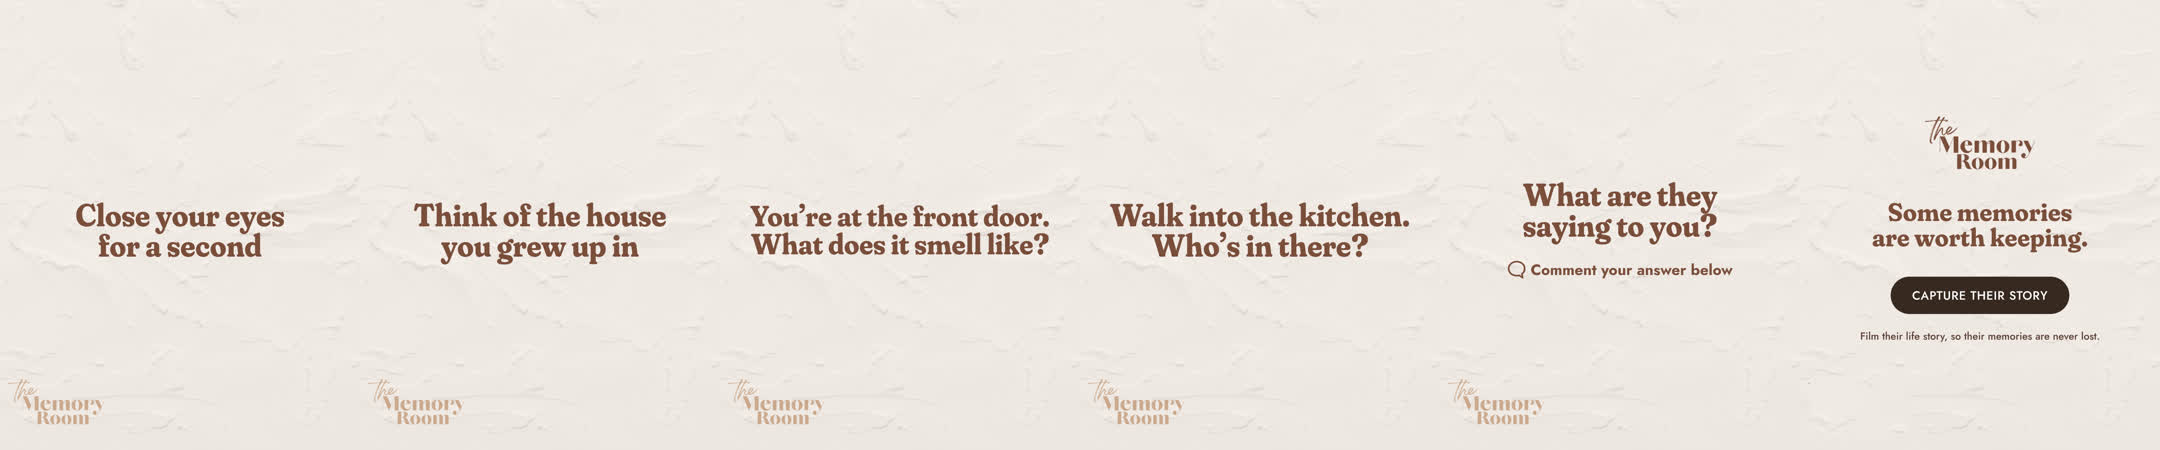 Close your eyes
for a second
the
Memory
Room
Think of the house
you grew up in
the
Memory
Room
You’re at the front door.
What does it smell like?
the
Memory
Room
Walk into the kitchen.
Who’s in there?
the
Memory
Room
What are they
saying to you?
Comment your answer below
the
Memory
Room
the
Memory
Room
Some memories
are worth keeping.
CAPTURE THEIR STORY
Film their life story, so their memories are never lost.